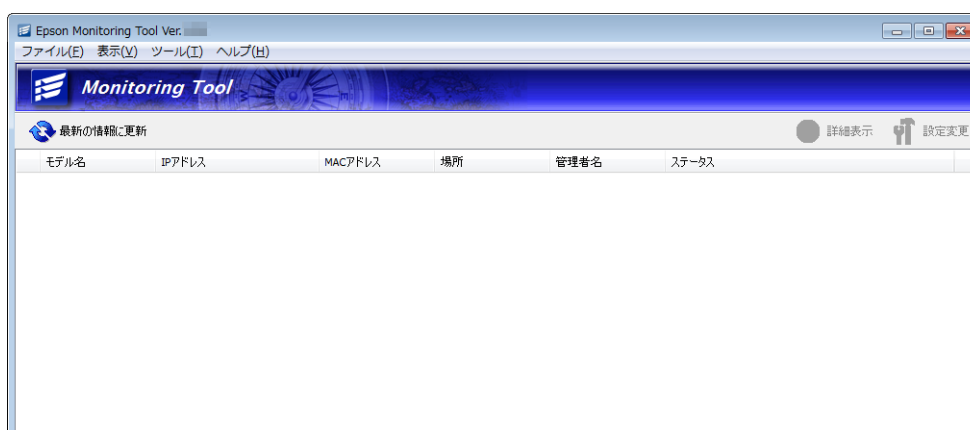 Epson Monitoring Tool Ver.
ファイル(F) 表示(V) ツール(T) ヘルプ(H)
Monitoring Tool
最新の情報に更新 詳細表示 設定変更
モデル名 IPアドレス MACアドレス 場所 管理者名 ステータス